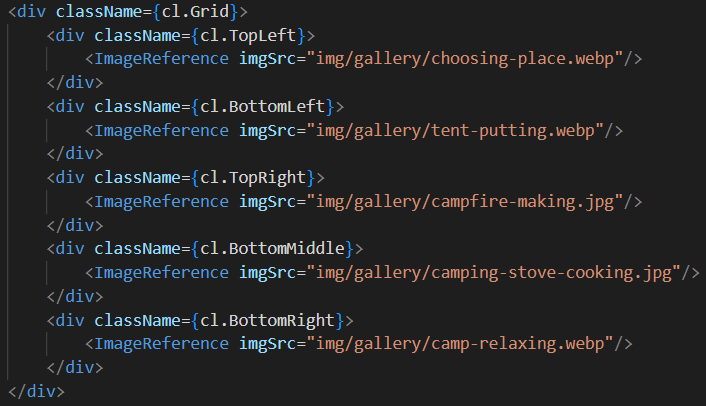 <div className={cl.Grid}>
    <div className={cl.TopLeft}>
        <ImageReference imgSrc="img/gallery/choosing-place.webp"/>
    </div>
    <div className={cl.BottomLeft}>
        <ImageReference imgSrc="img/gallery/tent-putting.webp"/>
    </div>
    <div className={cl.TopRight}>
        <ImageReference imgSrc="img/gallery/campfire-making.jpg"/>
    </div>
    <div className={cl.BottomMiddle}>
        <ImageReference imgSrc="img/gallery/camping-stove-cooking.jpg"/>
    </div>
    <div className={cl.BottomRight}>
        <ImageReference imgSrc="img/gallery/camp-relaxing.webp"/>
    </div>
</div>